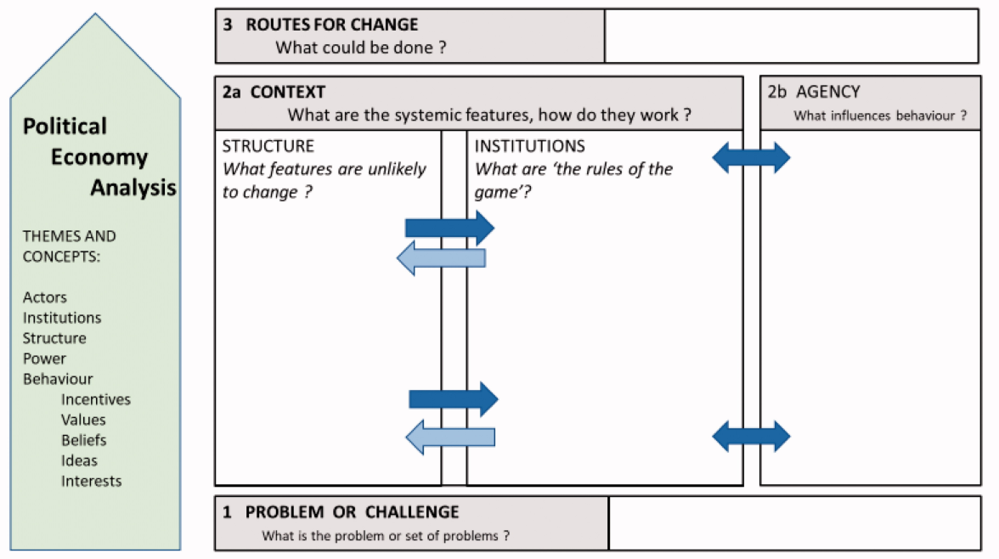 Political
Economy
Analysis
THEMES AND
CONCEPTS:
Actors
Institutions
Structure
Power
Behaviour
Incentives
Values
Beliefs
Ideas
Interests
3 ROUTES FOR CHANGE
What could be done ?
2a CONTEXT
What are the systemic features, how do they work ?
STRUCTURE
What features are unlikely
to change ?
INSTITUTIONS
What are ‘the rules of the
game’?
2b AGENCY
What influences behaviour ?
1 PROBLEM OR CHALLENGE
What is the problem or set of problems ?